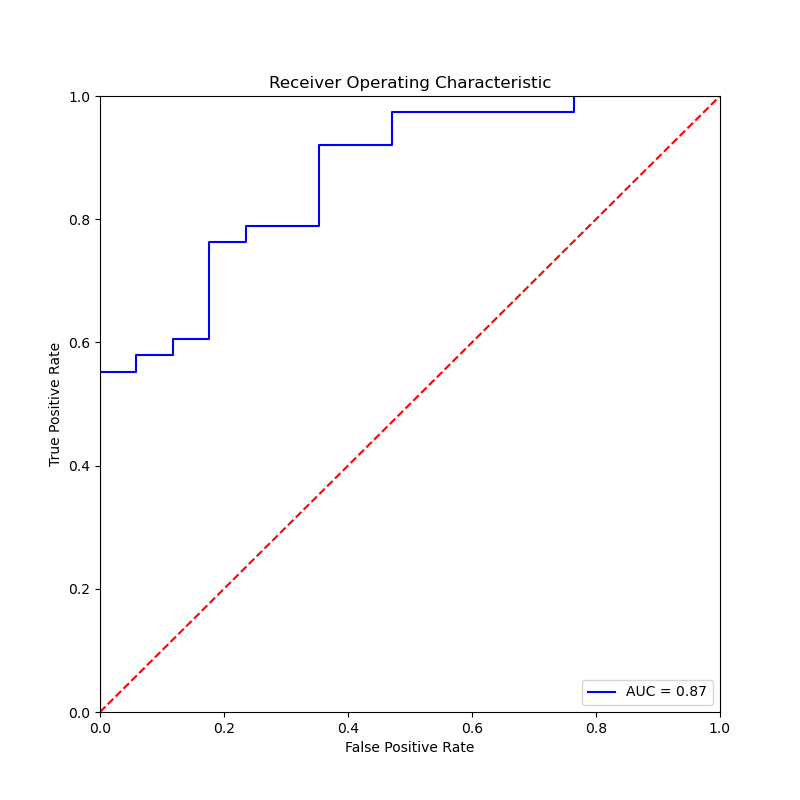 Receiver Operating Characteristic
1.0
0.8
0.6
0.4
0.2
0.0
True Positive Rate
AUC = 0.87
0.0 0.2 0.4 0.6 0.8 1.0
False Positive Rate